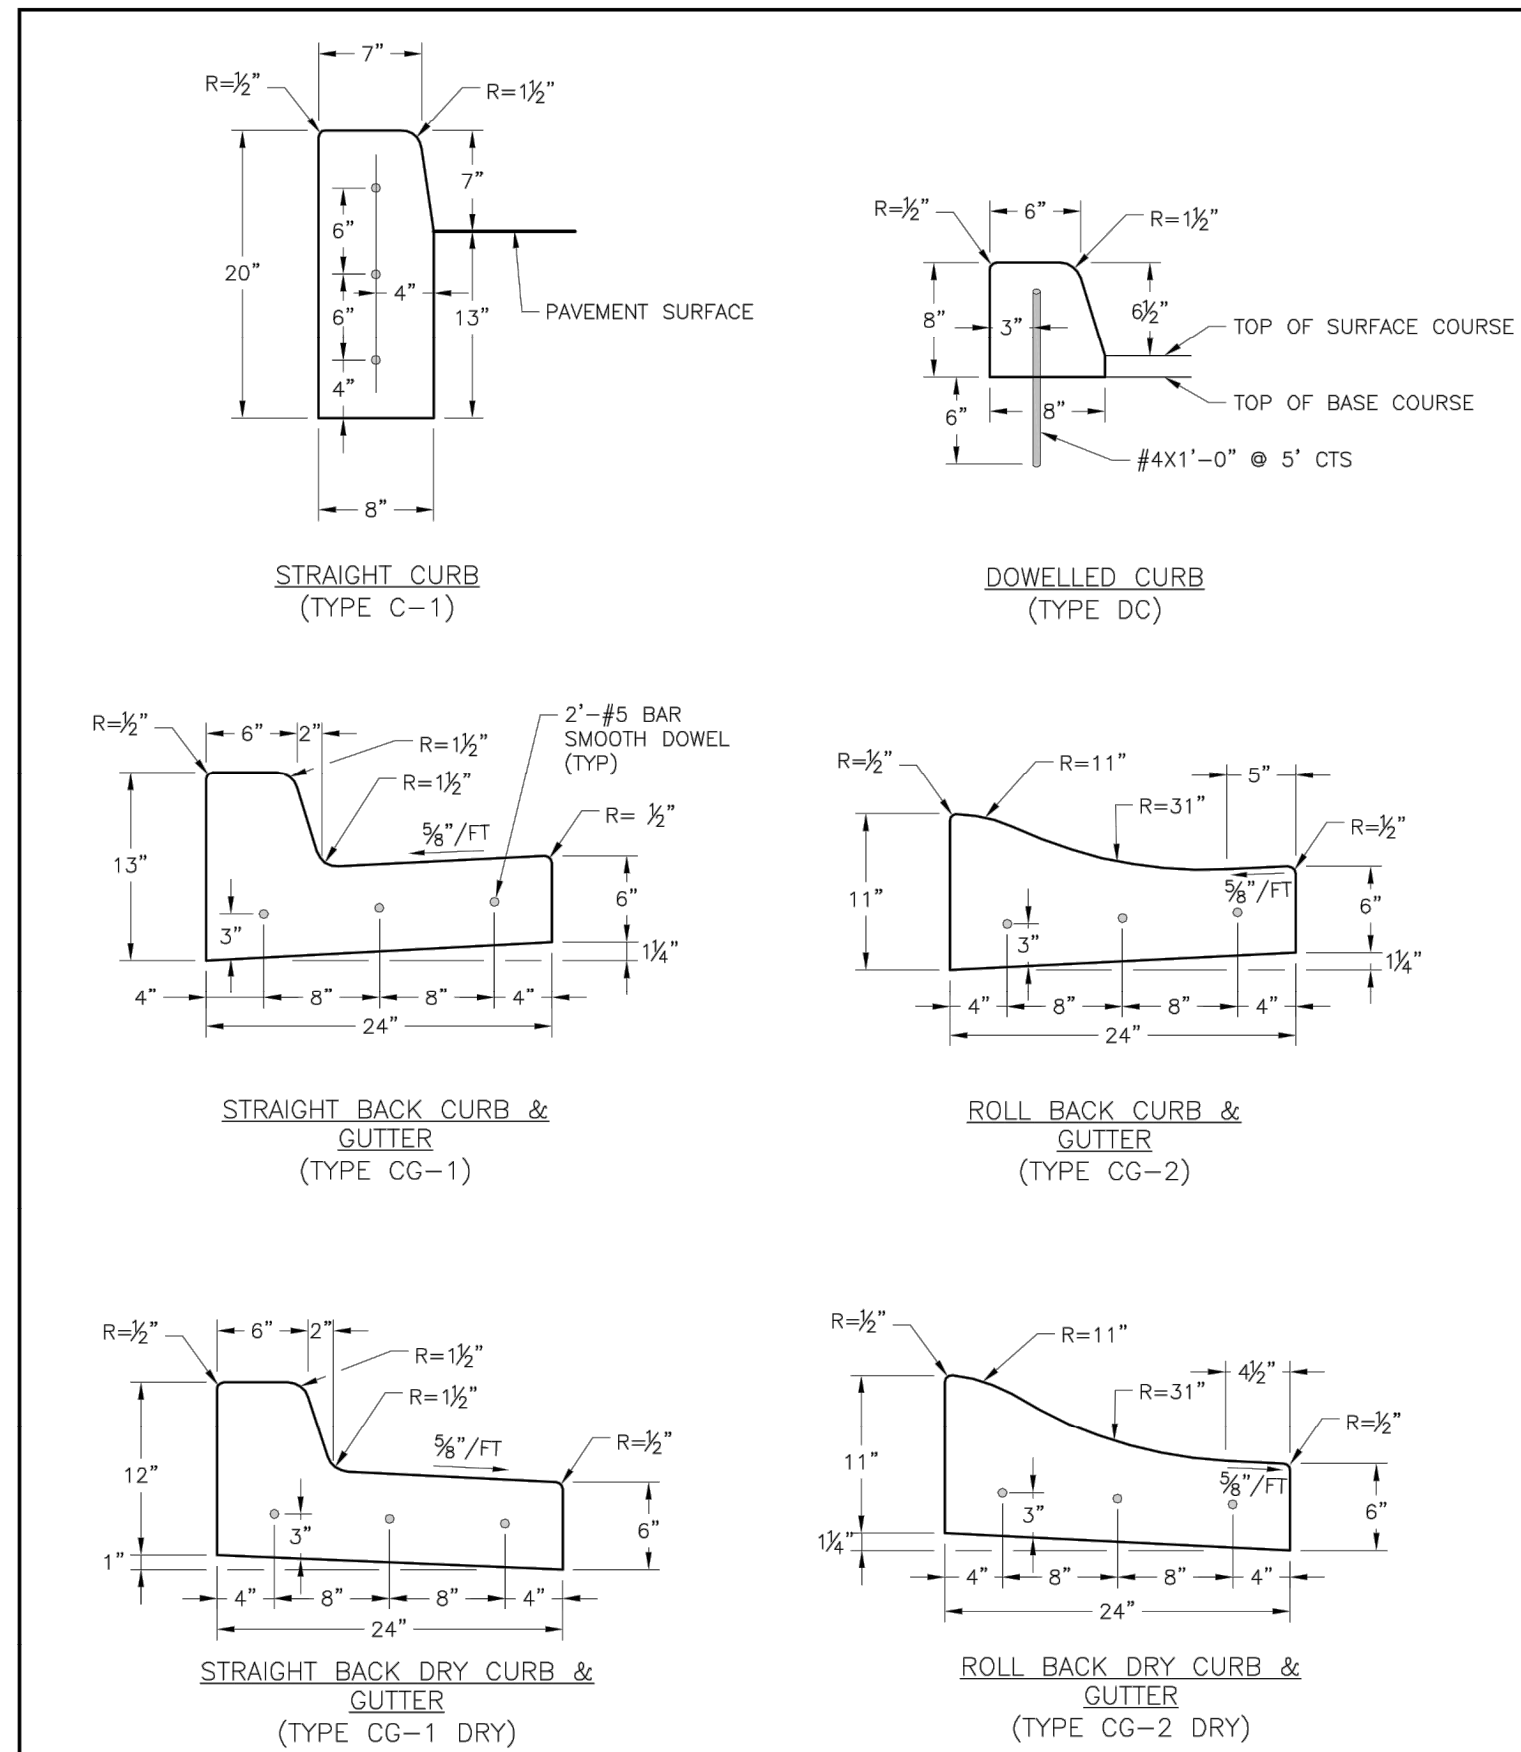 7"
R=½"
R=1½"
7"
6"
20"
4"
6"
13"
PAVEMENT SURFACE
4"
8"
STRAIGHT CURB
(TYPE C-1)
R=½"
6"
R=1½"
8"
3"
6½"
TOP OF SURFACE COURSE
6"
8"
TOP OF BASE COURSE
#4X1'-0" @ 5' CTS
DOWELLED CURB
(TYPE DC)
R=½"
6"
2"
R=1½"
R=1½"
2'-#5 BAR
SMOOTH DOWEL
(TYP)
R= ½"
⅝"/FT
13"
6"
3"
1¼"
4"
8"
8"
4"
24"
STRAIGHT BACK CURB &
GUTTER
(TYPE CG-1)
R=½"
R=11"
5"
R=31"
R=½"
⅝"/FT
11"
6"
3"
1¼"
4"
8"
8"
4"
24"
ROLL BACK CURB &
GUTTER
(TYPE CG-2)
R=½"
6"
2"
R=1½"
R=1½"
⅝"/FT
R=½"
12"
3"
6"
1"
4"
8"
8"
4"
24"
STRAIGHT BACK DRY CURB &
GUTTER
(TYPE CG-1 DRY)
R=½"
R=11"
4½"
R=31"
R=½"
11"
⅝"/FT
3"
6"
1¼"
4"
8"
8"
4"
24"
ROLL BACK DRY CURB &
GUTTER
(TYPE CG-2 DRY)